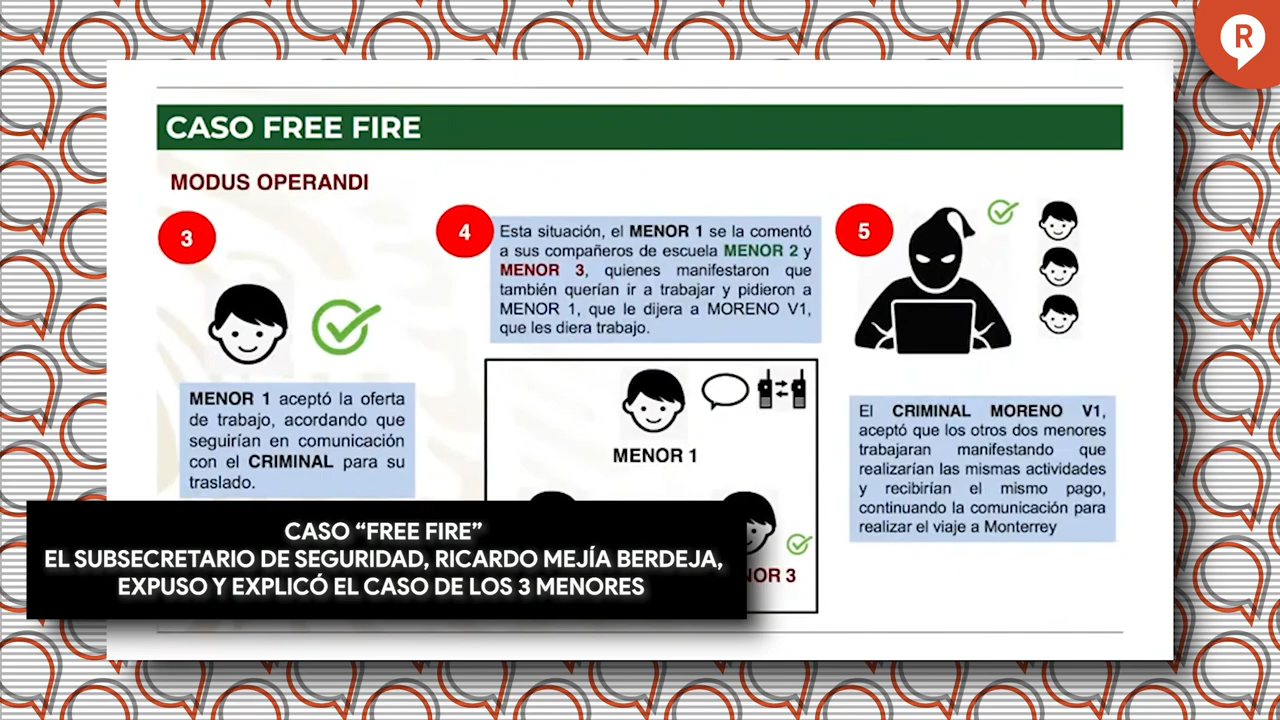 R
CASO FREE FIRE
MODUS OPERANDI
3
MENOR 1 aceptó la oferta
de trabajo, acordando que
seguirían en comunicación
con el CRIMINAL para su
traslado.
4
Esta situación, el MENOR 1 se la comentó
a sus compañeros de escuela MENOR 2 y
MENOR 3, quienes manifestaron que
también querían ir a trabajar y pidieron a
MENOR 1, que le dijera a MORENO V1,
que les diera trabajo.
MENOR 1
NOR 3
5
El CRIMINAL MORENO V1,
aceptó que los otros dos menores
trabajaran manifestando que
realizarían las mismas actividades
y recibirían el mismo pago,
continuando la comunicación para
realizar el viaje a Monterrey
CASO “FREE FIRE”
EL SUBSECRETARIO DE SEGURIDAD, RICARDO MEJÍA BERDEJA,
EXPUSO Y EXPLICÓ EL CASO DE LOS 3 MENORES